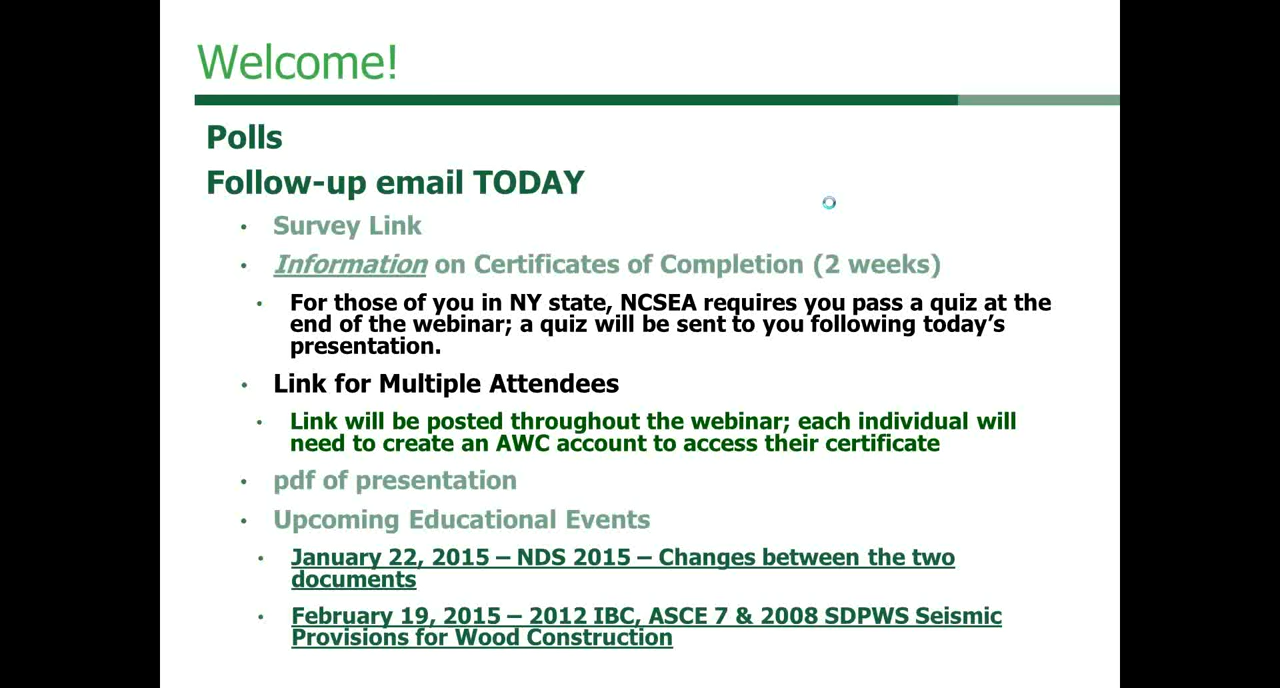 Welcome!
Polls
Follow-up email TODAY
• Survey Link
• Information on Certificates of Completion (2 weeks)
• For those of you in NY state, NCSEA requires you pass a quiz at the
end of the webinar; a quiz will be sent to you following today’s
presentation.
• Link for Multiple Attendees
• Link will be posted throughout the webinar; each individual will
need to create an AWC account to access their certificate
• pdf of presentation
• Upcoming Educational Events
• January 22, 2015 – NDS 2015 – Changes between the two
documents
• February 19, 2015 – 2012 IBC, ASCE 7 & 2008 SDPWS Seismic
Provisions for Wood Construction